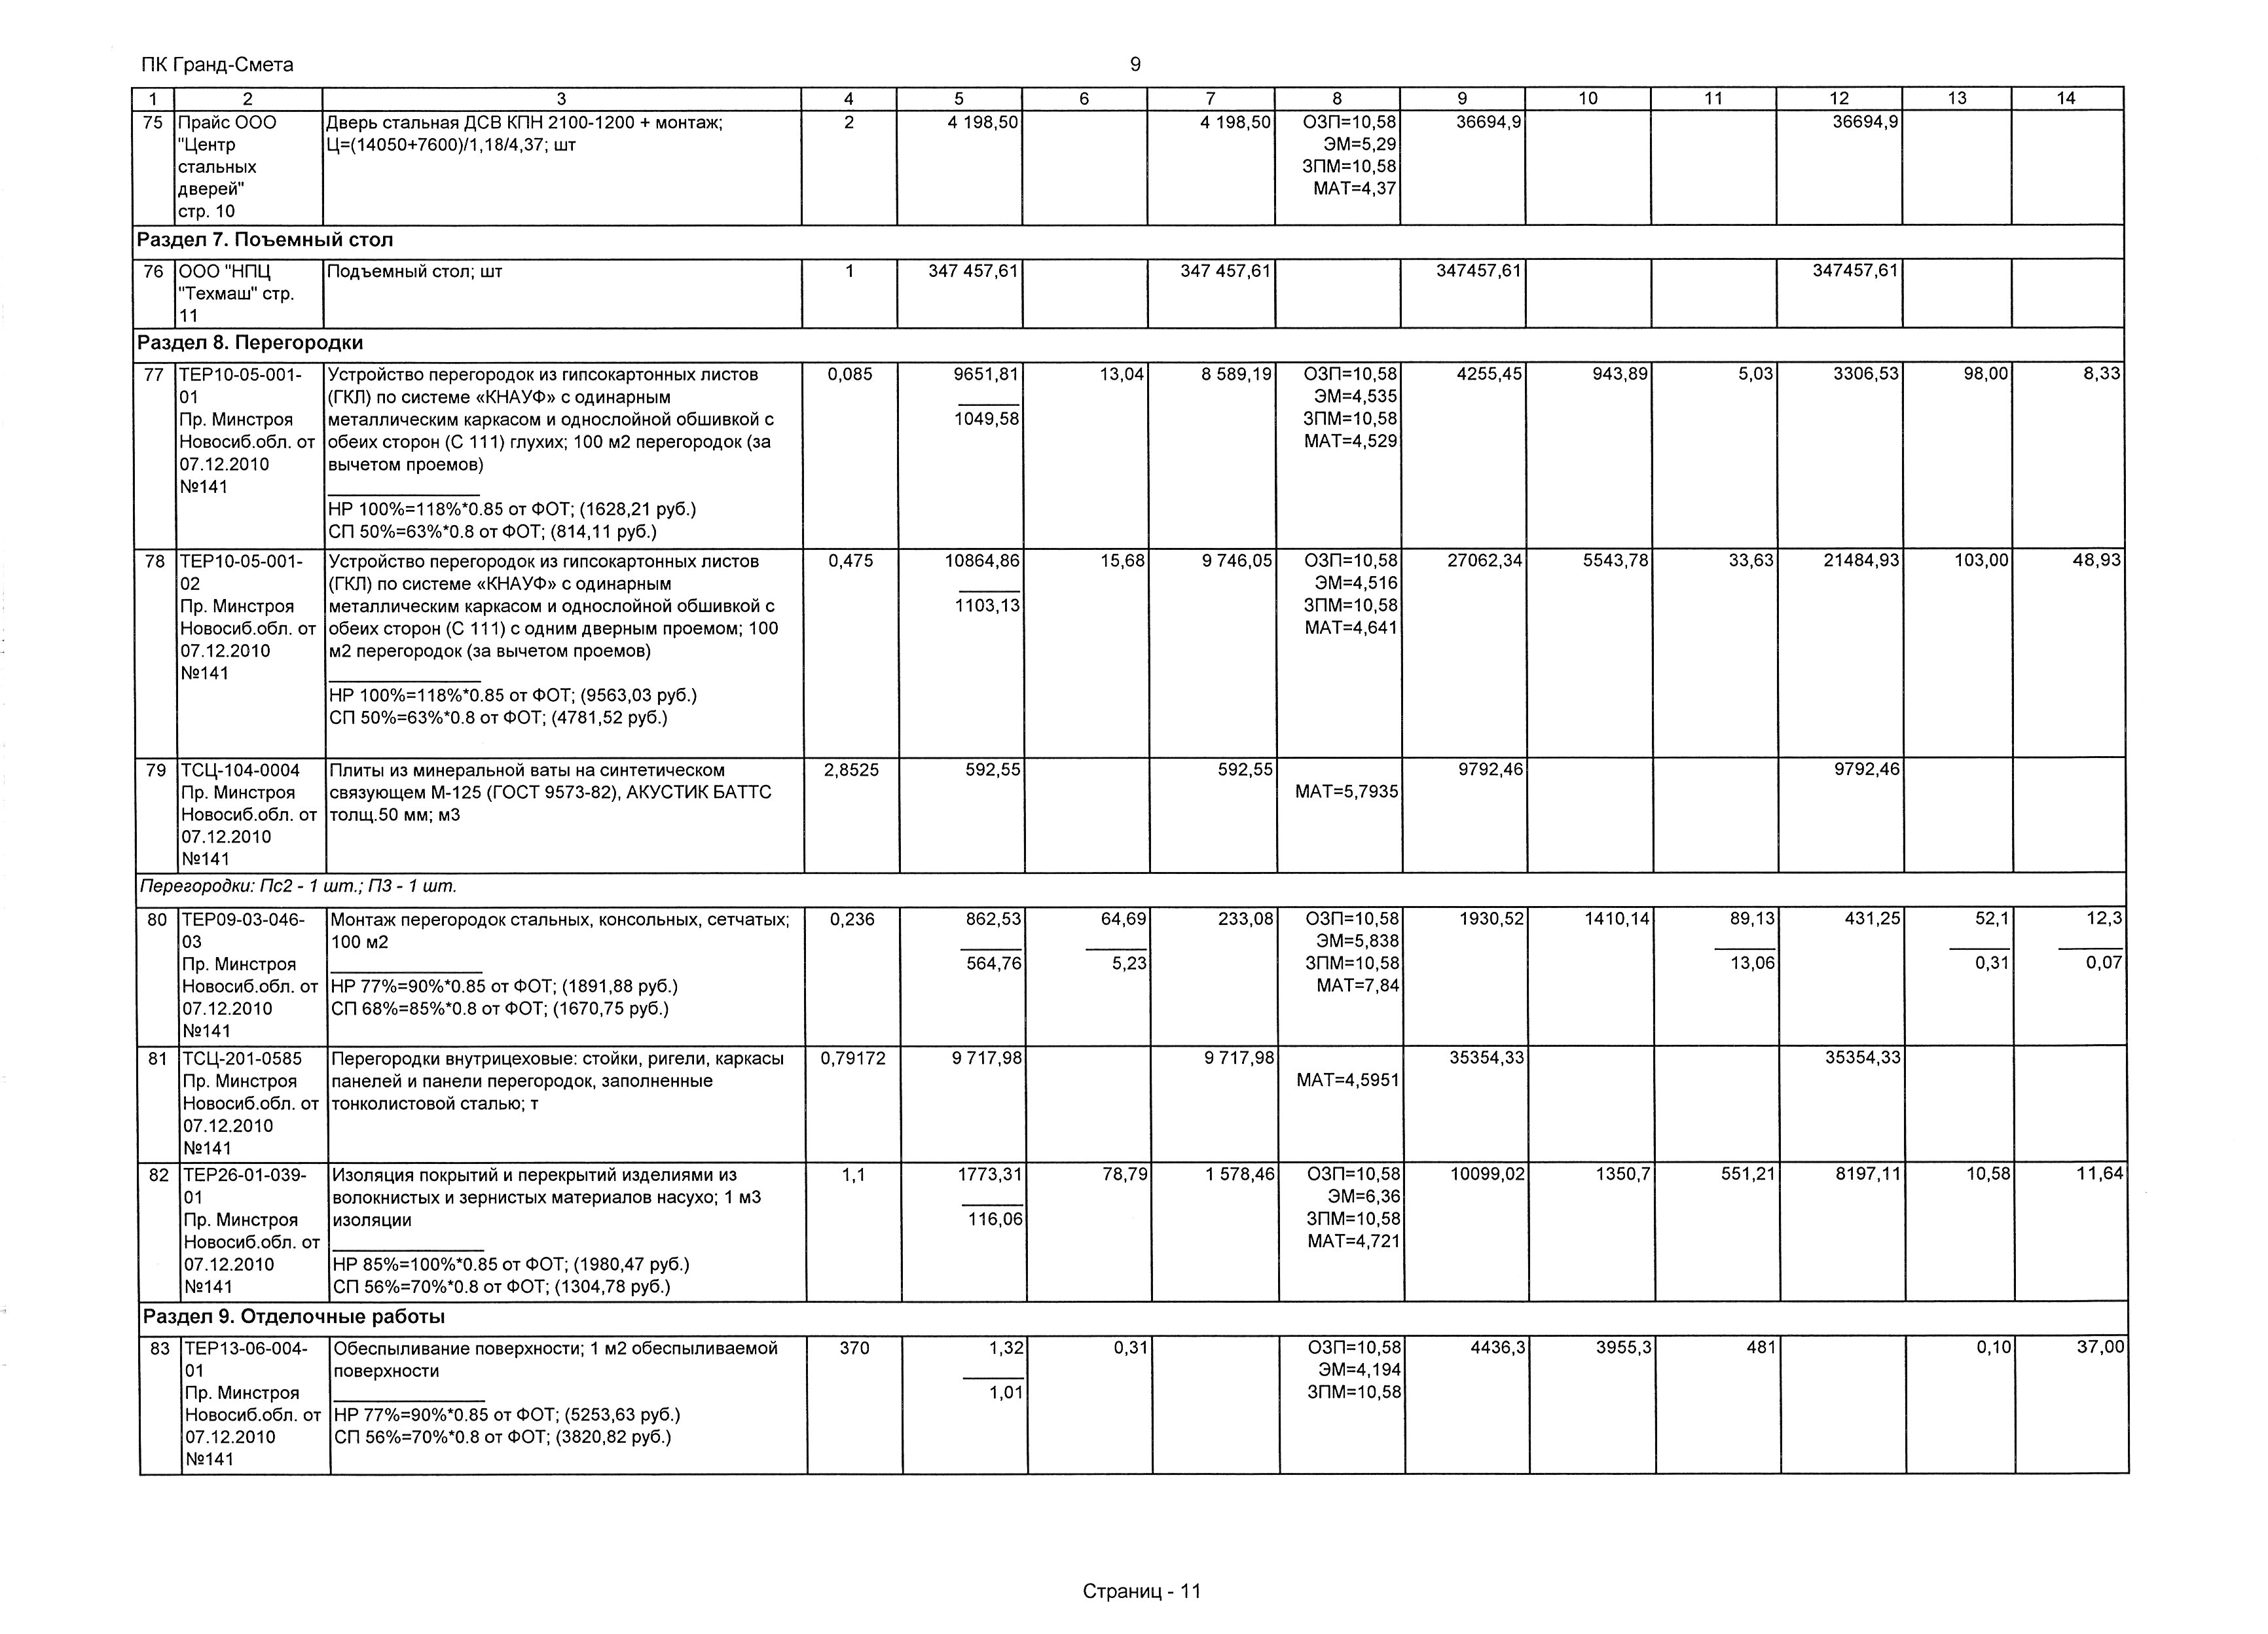 ПК Гранд-Смета 9
1 2 3 4 5 6 7 8 9 10 11 12 13 14
75 Прайс ООО Дверь стальная ДСВ КПН 2100-1200 + монтаж; 2 4 198,50 4 198,50 ОЗП=10,58 36694,9 36694,9
"Центр Ц=(14050+7600)/1,18/4,37; шт ЭМ=5,29
стальных ЗПМ=10,58
дверей" МАТ=4,37
стр. 10
Раздел 7. Поъемный стол
76 ООО "НПЦ Подъемный стол; шт 1 347 457,61 347 457,61 347457,61 347457,61
"Техмаш" стр.
11
Раздел 8. Перегородки
77 ТЕР10-05-001- Устройство перегородок из гипсокартонных листов 0,085 9651,81 13,04 8 589,19 ОЗП=10,58 4255,45 943,89 5,03 3306,53 98,00 8,33
01 (ГКЛ) по системе «КНАУФ» с одинарным ЭМ=4,535
Пр. Минстроя металлическим каркасом и однослойной обшивкой с 1049,58 ЗПМ=10,58
Новосиб.обл. от обеих сторон (С 111) глухих; 100 м2 перегородок (за МАТ=4,529
07.12.2010 вычетом проемов)
№141
НР 100%=118%*0.85 от ФОТ; (1628,21 руб.)
СП 50%=63%*0.8 от ФОТ; (814,11 руб.)
78 ТЕР10-05-001- Устройство перегородок из гипсокартонных листов 0,475 10864,86 15,68 9 746,05 ОЗП=10,58 27062,34 5543,78 33,63 21484,93 103,00 48,93
02 (ГКЛ) по системе «КНАУФ» с одинарным ЭМ=4,516
Пр. Минстроя металлическим каркасом и однослойной обшивкой с 1103,13 ЗПМ=10,58
Новосиб.обл. от обеих сторон (С 111) с одним дверным проемом; 100 МАТ=4,641
07.12.2010 м2 перегородок (за вычетом проемов)
№141
НР 100%=118%*0.85 от ФОТ; (9563,03 руб.)
СП 50%=63%*0.8 от ФОТ; (4781,52 руб.)
79 ТСЦ-104-0004 Плиты из минеральной ваты на синтетическом 2,8525 592,55 592,55 9792,46 9792,46
Пр. Минстроя связующем М-125 (ГОСТ 9573-82), АКУСТИК БАТТС МАТ=5,7935
Новосиб.обл. от толщ.50 мм; м3
07.12.2010
№141
Перегородки: Пс2 - 1 шт.; П3 - 1 шт.
80 ТЕР09-03-046- Монтаж перегородок стальных, консольных, сетчатых; 0,236 862,53 64,69 233,08 ОЗП=10,58 1930,52 1410,14 89,13 431,25 52,1 12,3
03 100 м2 ЭМ=5,838
Пр. Минстроя 564,76 5,23 ЗПМ=10,58 13,06 0,31 0,07
Новосиб.обл. от НР 77%=90%*0.85 от ФОТ; (1891,88 руб.) МАТ=7,84
07.12.2010 СП 68%=85%*0.8 от ФОТ; (1670,75 руб.)
№141
81 ТСЦ-201-0585 Перегородки внутрицеховые: стойки, ригели, каркасы 0,79172 9 717,98 9 717,98 35354,33 35354,33
Пр. Минстроя панелей и панели перегородок, заполненные МАТ=4,5951
Новосиб.обл. от тонколистовой сталью; т
07.12.2010
№141
82 ТЕР26-01-039- Изоляция покрытий и перекрытий изделиями из 1,1 1773,31 78,79 1 578,46 ОЗП=10,58 10099,02 1350,7 551,21 8197,11 10,58 11,64
01 волокнистых и зернистых материалов насухо; 1 м3 ЭМ=6,36
Пр. Минстроя изоляции 116,06 ЗПМ=10,58
Новосиб.обл. от МАТ=4,721
07.12.2010 НР 85%=100%*0.85 от ФОТ; (1980,47 руб.)
№141 СП 56%=70%*0.8 от ФОТ; (1304,78 руб.)
Раздел 9. Отделочные работы
83 ТЕР13-06-004- Обеспыливание поверхности; 1 м2 обеспыливаемой 370 1,32 0,31 ОЗП=10,58 4436,3 3955,3 481 0,10 37,00
01 поверхности ЭМ=4,194
Пр. Минстроя 1,01 ЗПМ=10,58
Новосиб.обл. от НР 77%=90%*0.85 от ФОТ; (5253,63 руб.)
07.12.2010 СП 56%=70%*0.8 от ФОТ; (3820,82 руб.)
№141
Страниц - 11